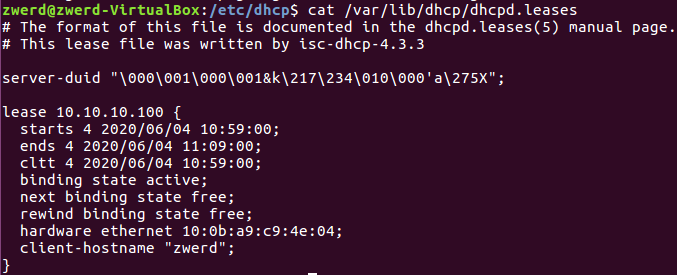 zwerd@zwerd-VirtualBox:/etc/dhcp$ cat /var/lib/dhcp/dhcpd.leases
# The format of this file is documented in the dhcpd.leases(5) manual page.
# This lease file was written by isc-dhcp-4.3.3
server-duid "\000\001\000\001&k\217\234\010\000'a\275X";
lease 10.10.10.100 {
  starts 4 2020/06/04 10:59:00;
  ends 4 2020/06/04 11:09:00;
  cltt 4 2020/06/04 10:59:00;
  binding state active;
  next binding state free;
  rewind binding state free;
  hardware ethernet 10:0b:a9:c9:4e:04;
  client-hostname "zwerd";
}